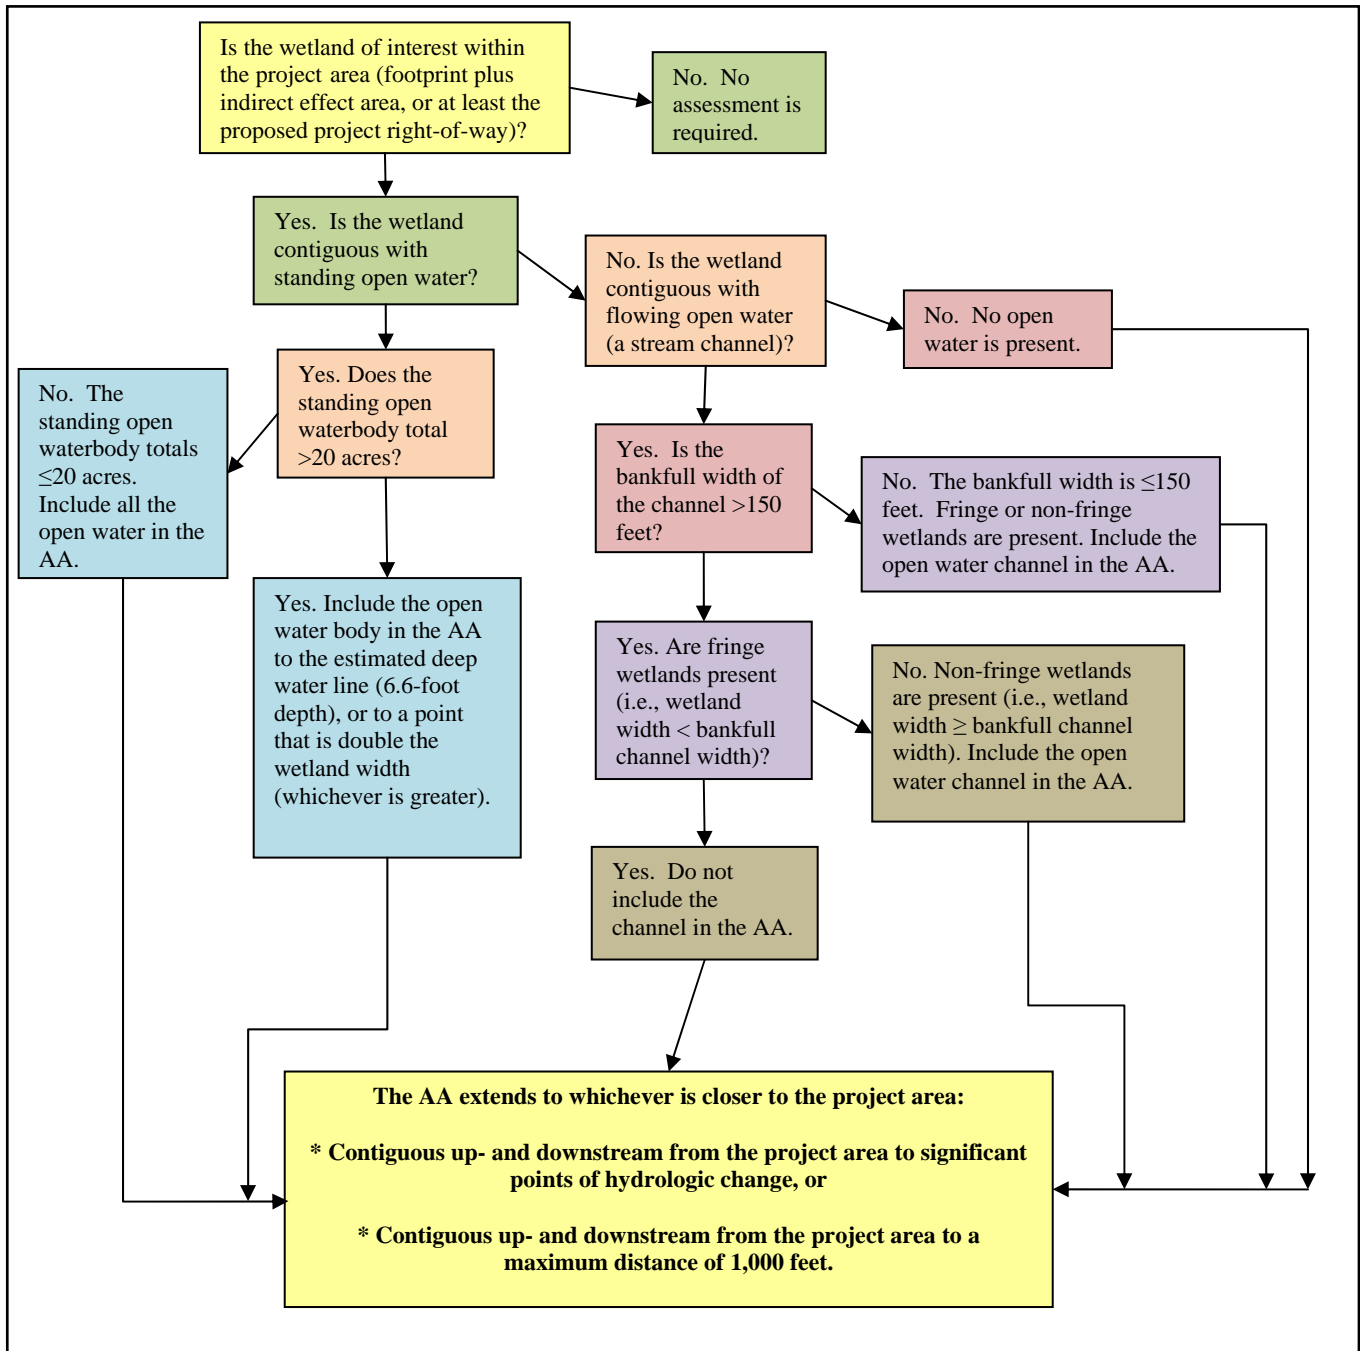 Is the wetland of interest within
the project area (footprint plus
indirect effect area, or at least the
proposed project right-of-way)?
No. No
assessment is
required.
Yes. Is the wetland
contiguous with
standing open water?
No. Is the wetland
contiguous with
flowing open water
(a stream channel)?
No. No open
water is present.
No. The
standing open
waterbody totals
≤20 acres.
Include all the
open water in the
AA.
Yes. Does the
standing open
waterbody total
>20 acres?
Yes. Is the
bankfull width of
the channel >150
feet?
No. The bankfull width is ≤150
feet. Fringe or non-fringe
wetlands are present. Include the
open water channel in the AA.
Yes. Include the open
water body in the AA
to the estimated deep
water line (6.6-foot
depth), or to a point
that is double the
wetland width
(whichever is greater).
Yes. Are fringe
wetlands present
(i.e., wetland
width < bankfull
channel width)?
No. Non-fringe wetlands
are present (i.e., wetland
width ≥ bankfull channel
width). Include the open
water channel in the AA.
Yes. Do not
include the
channel in the AA.
The AA extends to whichever is closer to the project area:
* Contiguous up- and downstream from the project area to significant
points of hydrologic change, or
* Contiguous up- and downstream from the project area to a
maximum distance of 1,000 feet.